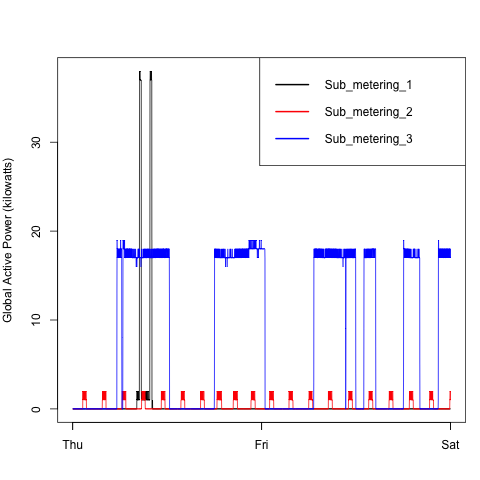 Sub_metering_1
Sub_metering_2
Sub_metering_3
Global Active Power (kilowatts)
30
20
10
0
Thu Fri Sat